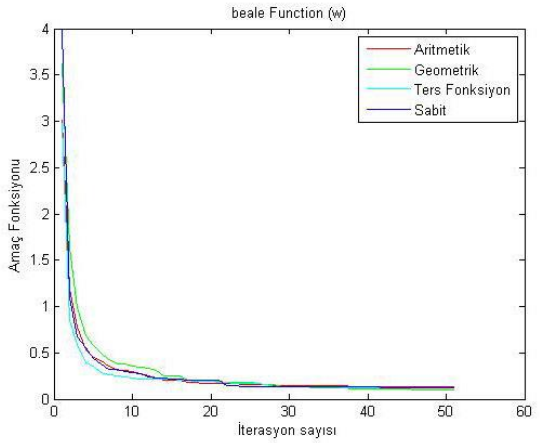 beale Function (w)
Amaç Fonksiyonu
4
3.5
3
2.5
2
1.5
1
0.5
0
Aritmetik
Geometrik
Ters Fonksiyon
Sabit
0 10 20 30 40 50 60
İterasyon sayısı